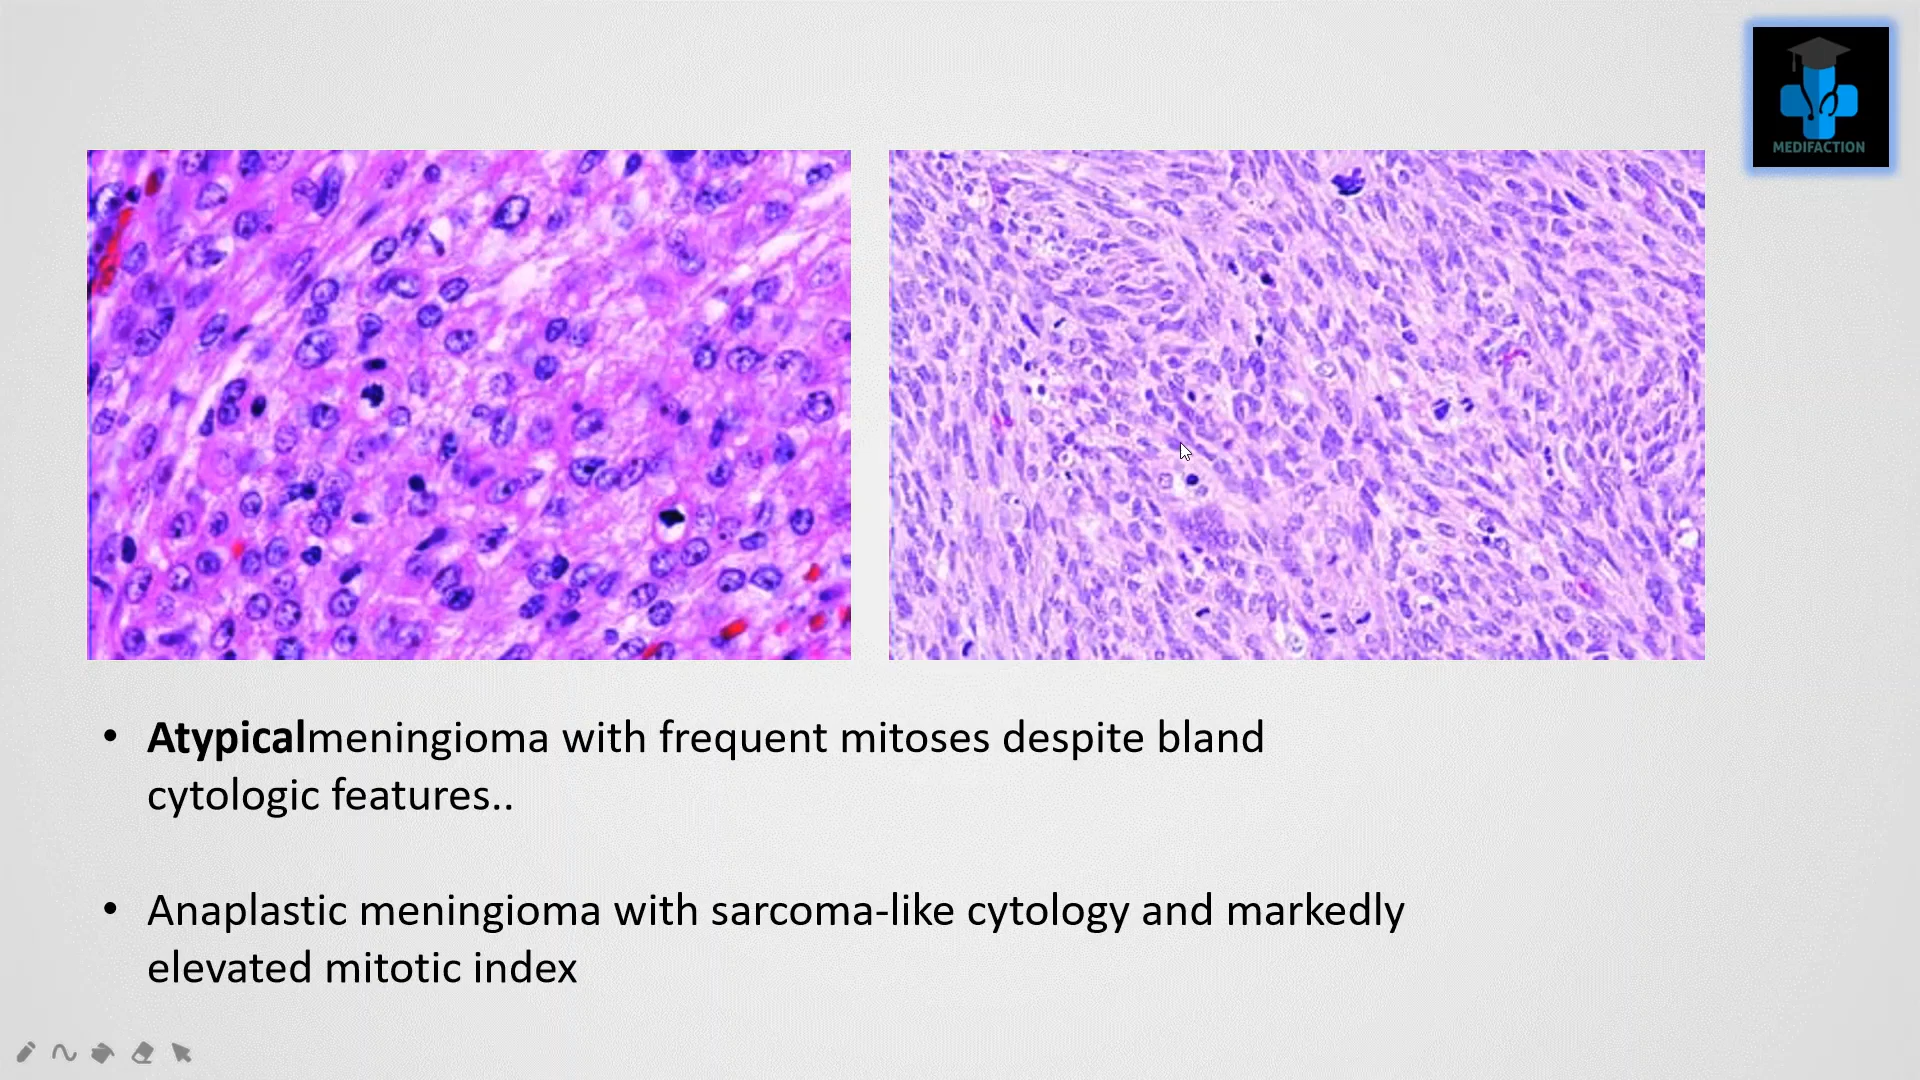 MEDIFACTION
• Atypicalmeningioma with frequent mitoses despite bland
cytologic features..
• Anaplastic meningioma with sarcoma-like cytology and markedly
elevated mitotic index